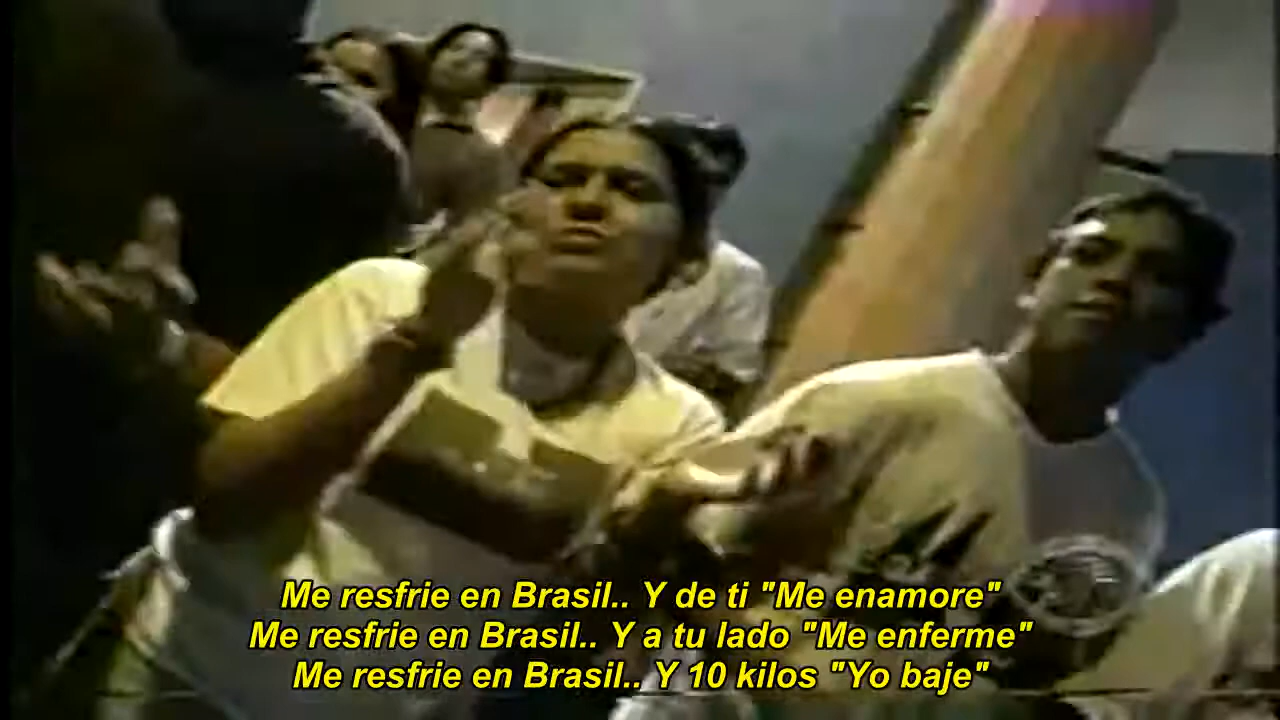 Me resfrie en Brasil.. Y de ti "Me enamore"
Me resfrie en Brasil.. Y a tu lado "Me enferme"
Me resfrie en Brasil.. Y 10 kilos "Yo baje"